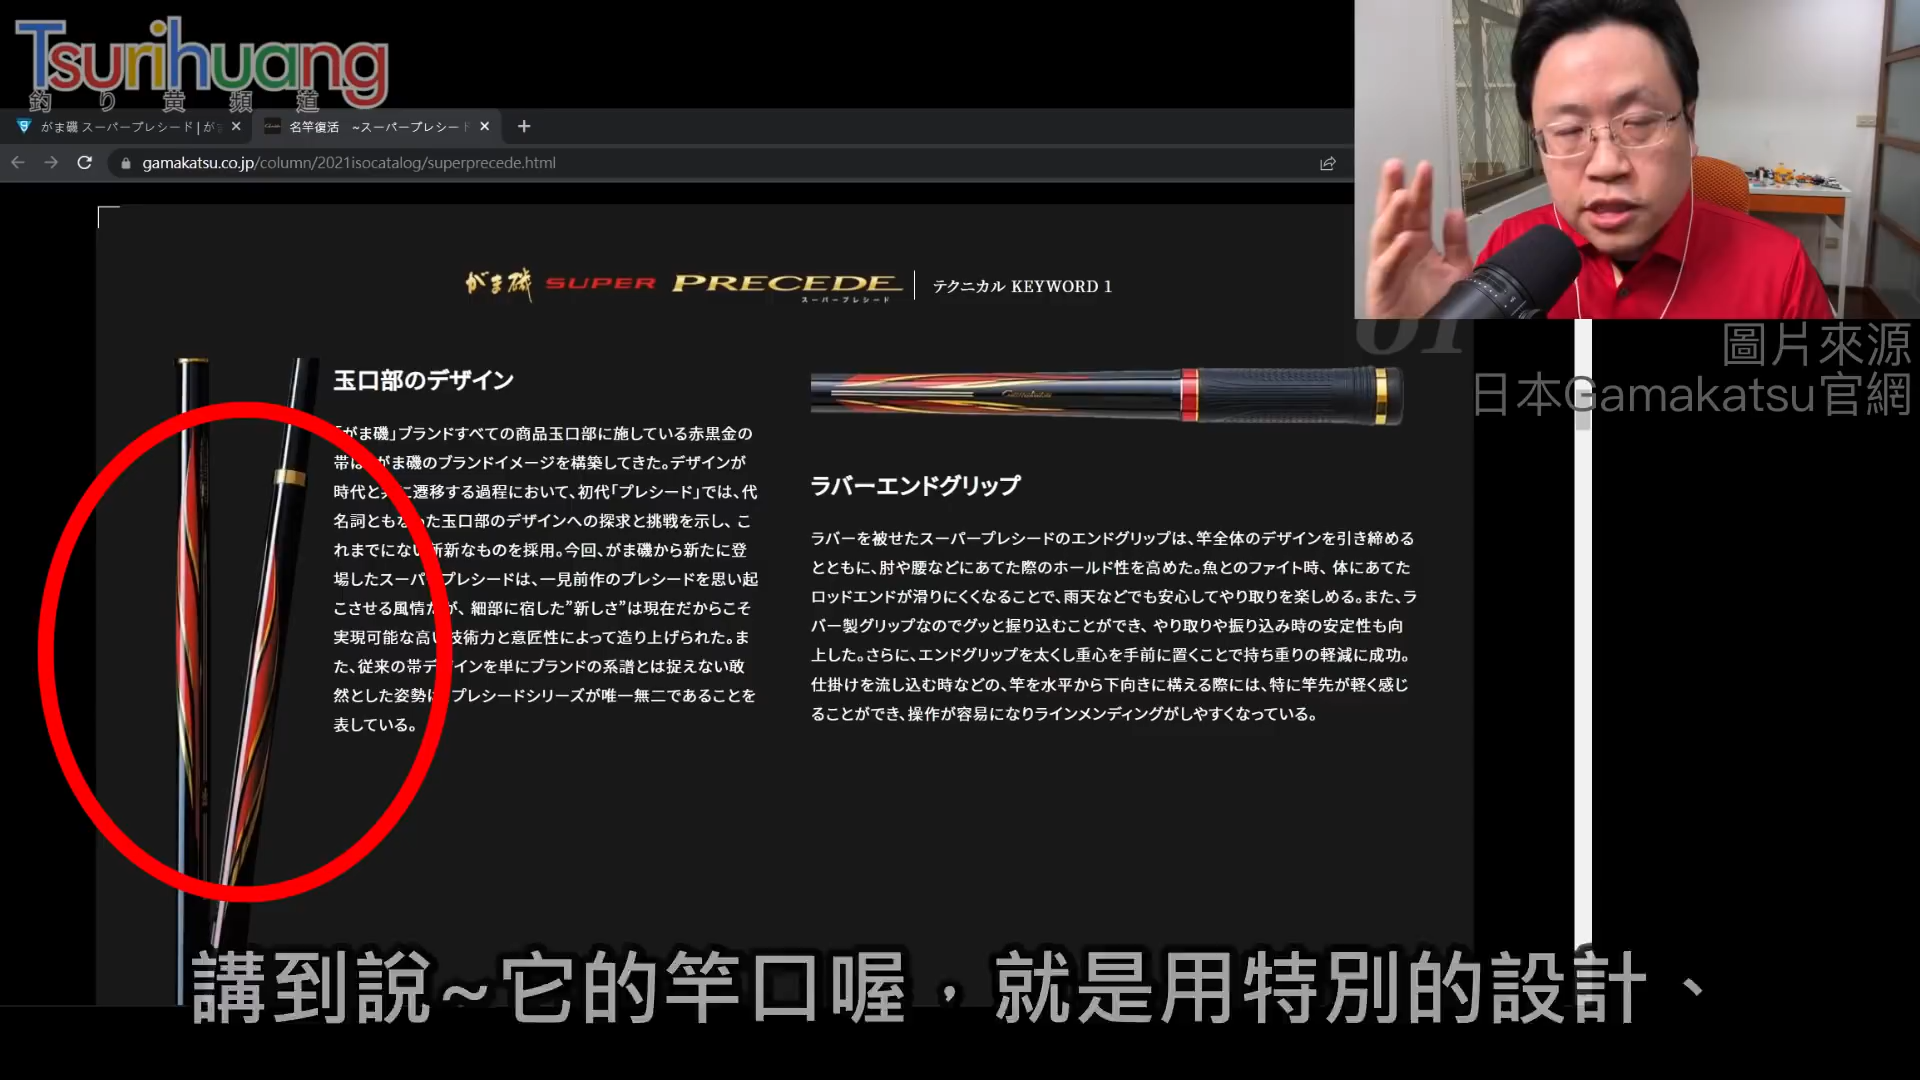 Tsurihuang
釣り黄頻道
がま磯 スーパープレシード | がま
名竿復活 ~スーパープレシード
gamakatsu.co.jp/column/2021isocatalog/superprecede.html
がま磯 SUPER PRECEDE
スーパープレシード
テクニカル KEYWORD 1
01
圖片來源
日本Gamakatsu官網
玉口部のデザイン
「がま磯」ブランドすべての商品玉口部に施している赤黒金の
帯は、がま磯のブランドイメージを構築してきた。デザインが
時代と共に遷移する過程において、初代「プレシード」では、代
名詞ともなった玉口部のデザインへの探求と挑戦を示し、こ
れまでにない斬新なものを採用。今回、がま磯から新たに登
場したスーパープレシードは、一見前作のプレシードを思い起
こさせる風情だが、細部に宿した”新しさ”は現在だからこそ
実現可能な高い技術力と意匠性によって造り上げられた。ま
た、従来の帯デザインを単にブランドの系譜とは捉えない敢
然とした姿勢は、プレシードシリーズが唯一無二であることを
表している。
Gamakatsu
ラバーエンドグリップ
ラバーを被せたスーパープレシードのエンドグリップは、竿全体のデザインを引き締める
とともに、肘や腰などにあてた際のホールド性を高めた。魚とのファイト時、体にあてた
ロッドエンドが滑りにくくなることで、雨天などでも安心してやり取りを楽しめる。また、ラ
バー製グリップなのでグッと握り込むことができ、やり取りや振り込み時の安定性も向
上した。さらに、エンドグリップを太くし重心を手前に置くことで持ち重りの軽減に成功。
仕掛けを流し込む時などの、竿を水平から下向きに構える際には、特に竿先が軽く感じ
ることができ、操作が容易になりラインメンディングがしやすくなっている。
講到說~它的竿口喔，就是用特別的設計、